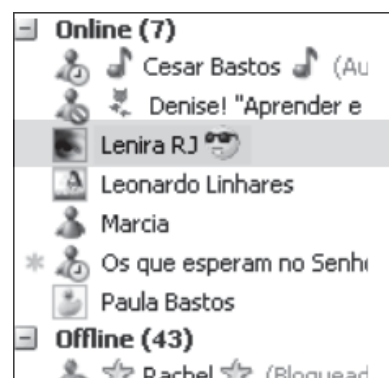 Online (7)
Cesar Bastos (Au
Denise! "Aprender e
Lenira RJ
Leonardo Linhares
Marcia
Os que esperam no Senh
Paula Bastos
Offline (43)
Rachel (Bloquead